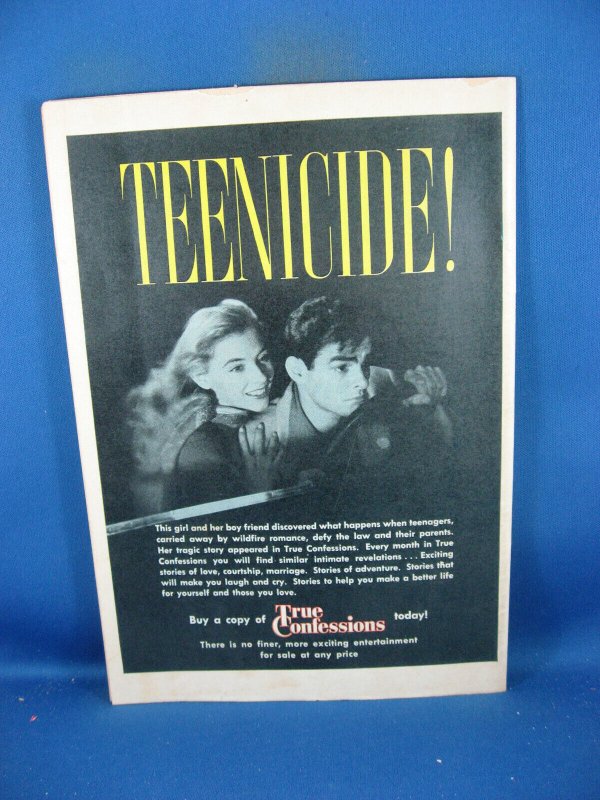 TEENICIDE!
This girl and her boy friend discovered what happens when teenagers,
carried away by wildfire romance, defy the law and their parents.
Her tragic story appeared in True Confessions. Every month in True
Confessions you will find similar intimate revelations . . . Exciting
stories of love, courtship, marriage. Stories of adventure. Stories that
will make you laugh and cry. Stories to help you make a better life
for yourself and those you love.
Buy a copy of True Confessions today!
There is no finer, more exciting entertainment
for sale at any price